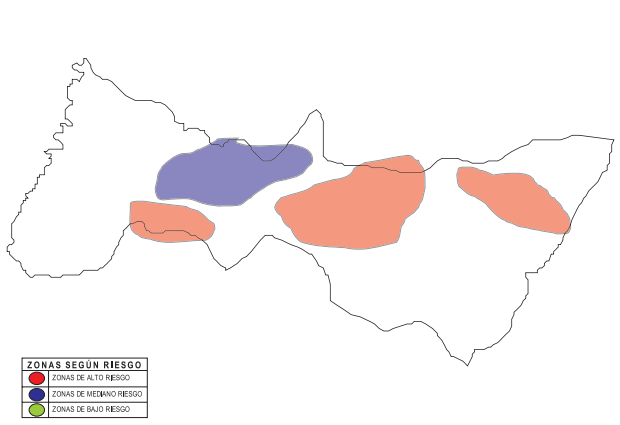 ZONAS SEGÚN RIESGO
ZONAS DE ALTO RIESGO
ZONAS DE MEDIANO RIESGO
ZONAS DE BAJO RIESGO